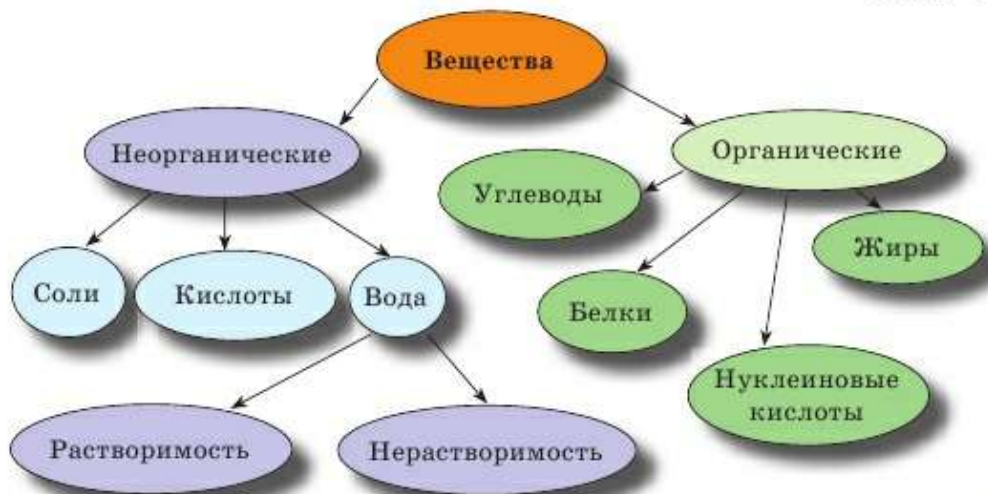 Вещества
Неорганические
Органические
Углеводы
Жиры
Соли
Кислоты
Вода
Белки
Нуклеиновые
кислоты
Растворимость
Нерастворимость